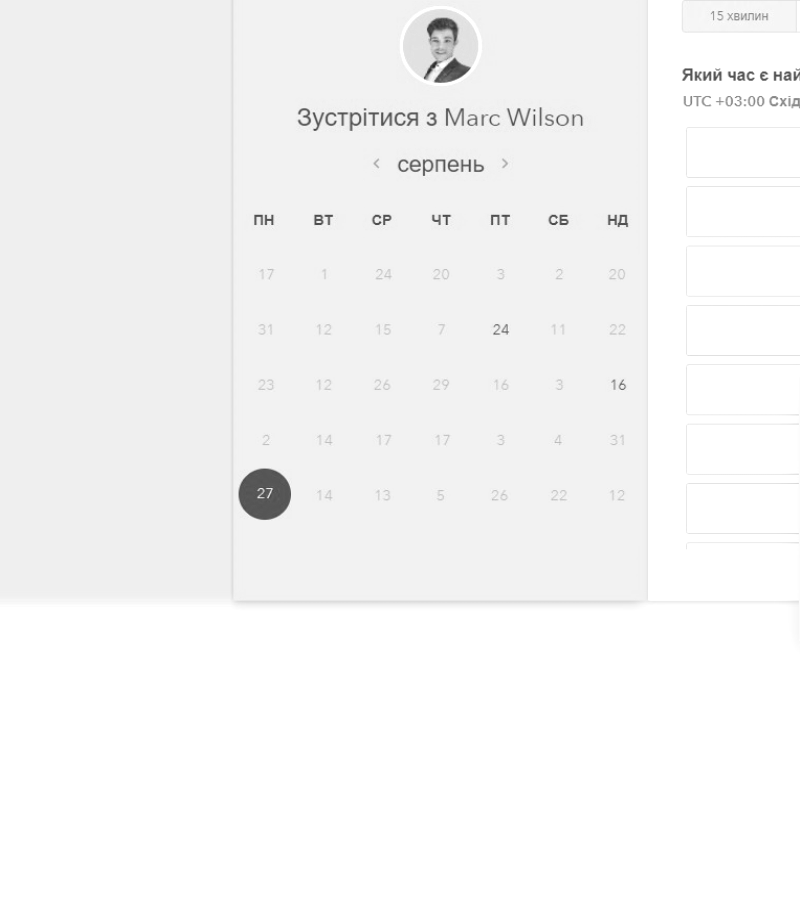 Зустрітися з Marc Wilson
серпень
ПН ВТ СР ЧТ ПТ СБ НД
17 1 24 20 3 2 20
31 12 15 7 24 11 22
23 12 26 29 16 3 16
2 14 17 17 3 4 31
27 14 13 5 26 22 12
15 хвилин
Який час є най
UTC +03:00 Схід